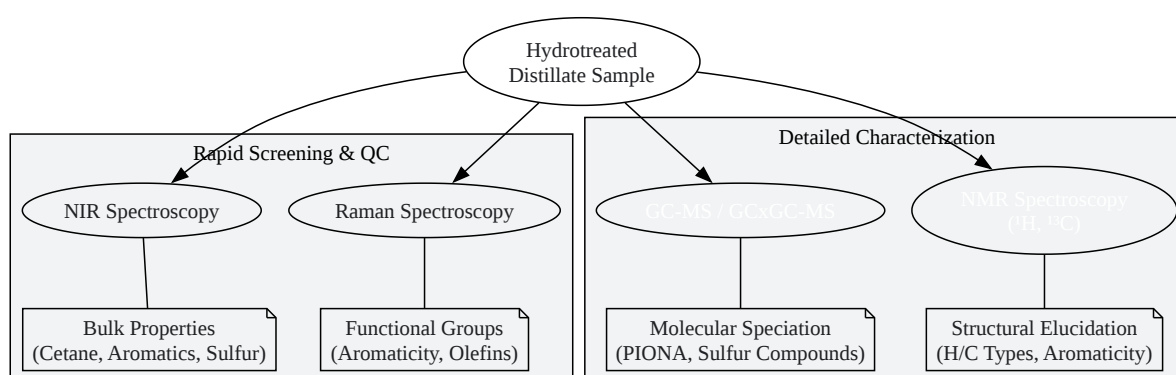 Hydrotreated
Distillate Sample
Rapid Screening & QC
Detailed Characterization
NIR Spectroscopy
Raman Spectroscopy
GC-MS / GCxGC-MS
NMR Spectroscopy
(¹H, ¹³C)
Bulk Properties
(Cetane, Aromatics, Sulfur)
Functional Groups
(Aromaticity, Olefins)
Molecular Speciation
(PIONA, Sulfur Compounds)
Structural Elucidation
(H/C Types, Aromaticity)